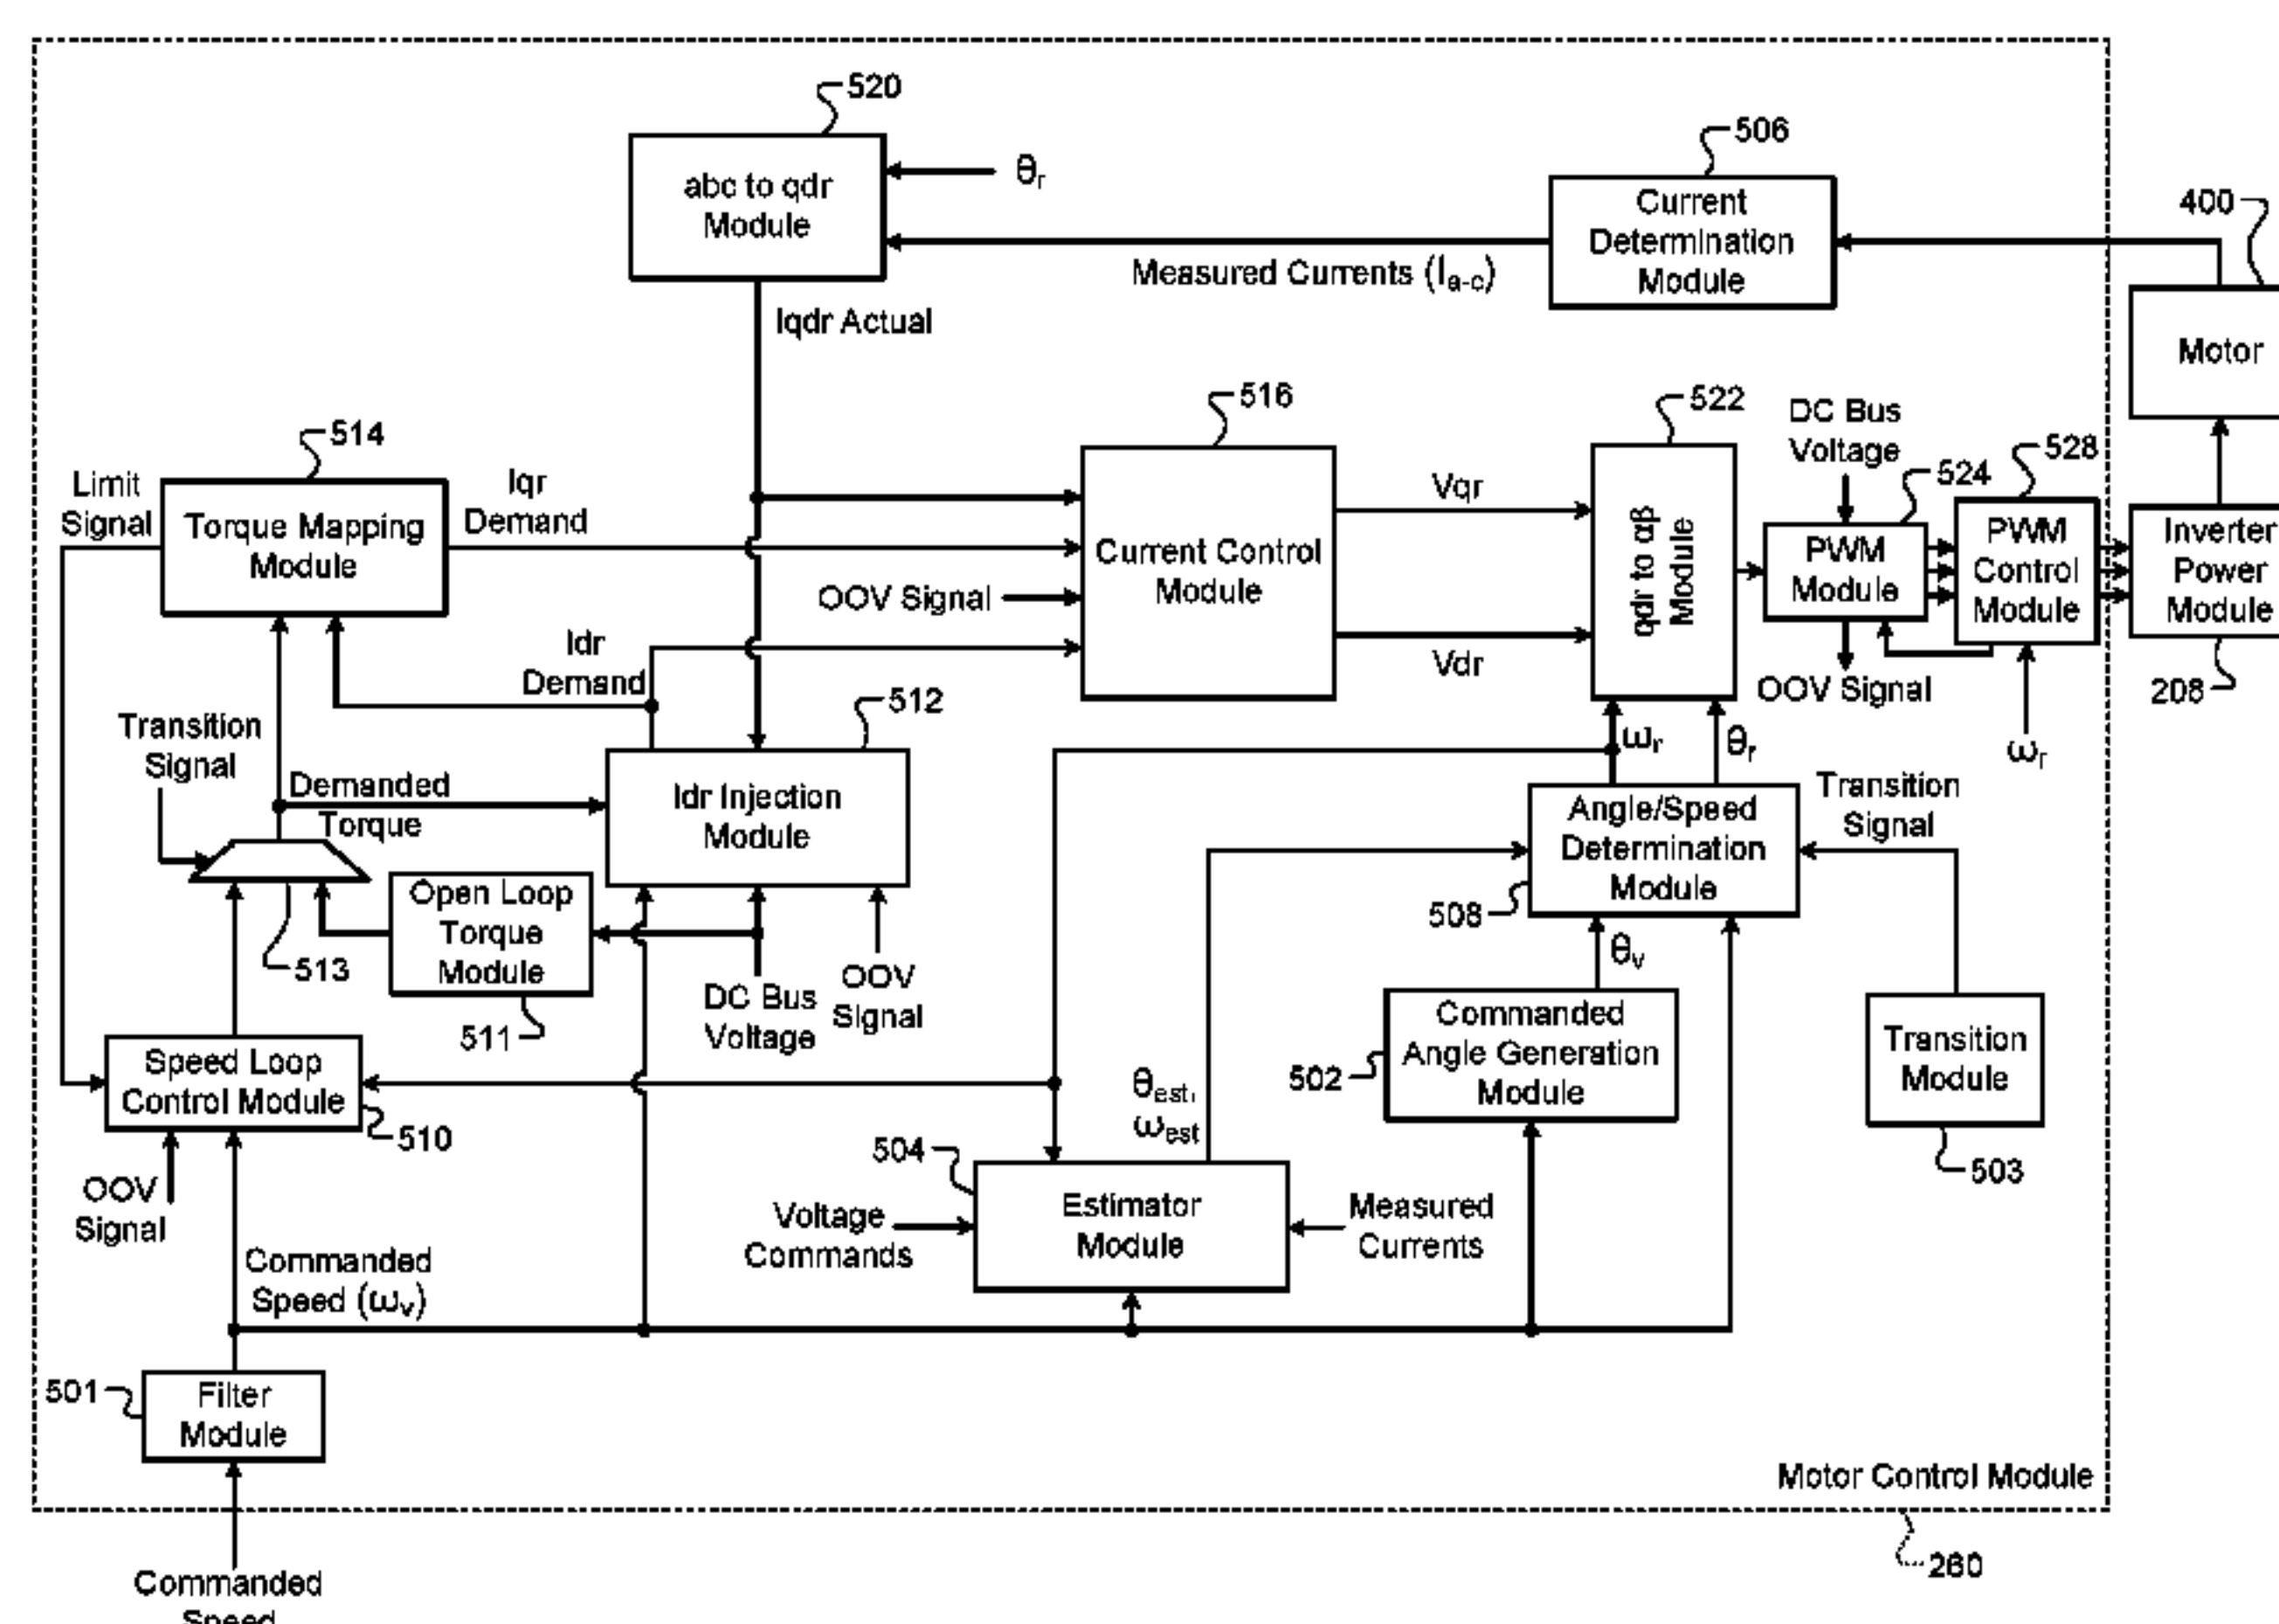 520
abc to qdr
Module
θr
506
Current
Determination
Module
Measured Currents (Ia-c)
400
Motor
Iqdr Actual
514
Limit
Signal
Torque Mapping
Module
Iqr
Demand
516
Current Control
Module
OOV Signal
Vqr
Vdr
522
qdr to αβ
Module
DC Bus
Voltage
524
PWM
Module
OOV Signal
528
PWM
Control
Module
ωr
Inverter
Power
Module
208
Idr
Demand
512
Idr Injection
Module
Transition
Signal
Demanded
Torque
513
Open Loop
Torque
Module
511
DC Bus
Voltage
OOV
Signal
ωr
θr
Angle/Speed
Determination
Module
508
Transition
Signal
θv
Commanded
Angle Generation
Module
502
Transition
Module
503
Speed Loop
Control Module
510
OOV
Signal
θest,
ωest
504
Estimator
Module
Voltage
Commands
Measured
Currents
Commanded
Speed (ωv)
501
Filter
Module
Motor Control Module
260
Commanded
Speed